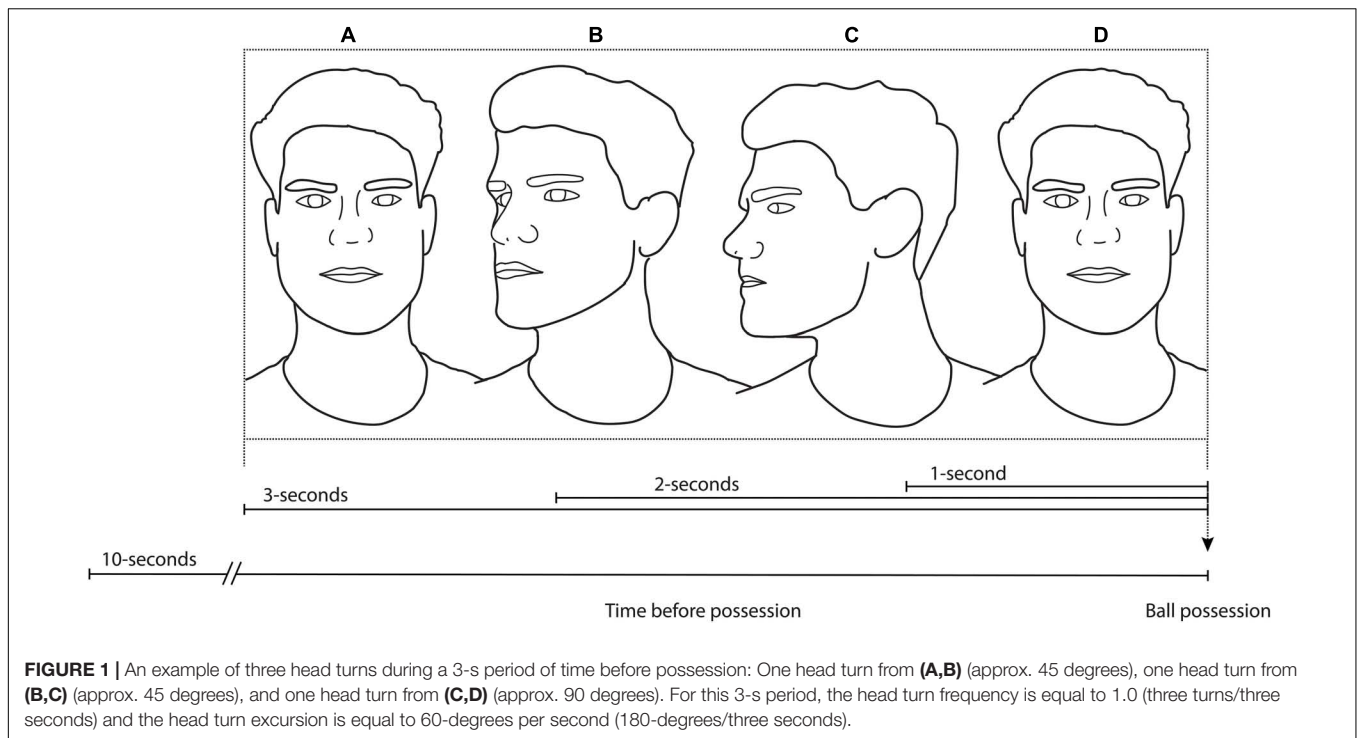 A B C D
1-second
2-seconds
3-seconds
10-seconds
Time before possession Ball possession
FIGURE 1 | An example of three head turns during a 3-s period of time before possession: One head turn from (A,B) (approx. 45 degrees), one head turn from
(B,C) (approx. 45 degrees), and one head turn from (C,D) (approx. 90 degrees). For this 3-s period, the head turn frequency is equal to 1.0 (three turns/three
seconds) and the head turn excursion is equal to 60-degrees per second (180-degrees/three seconds).